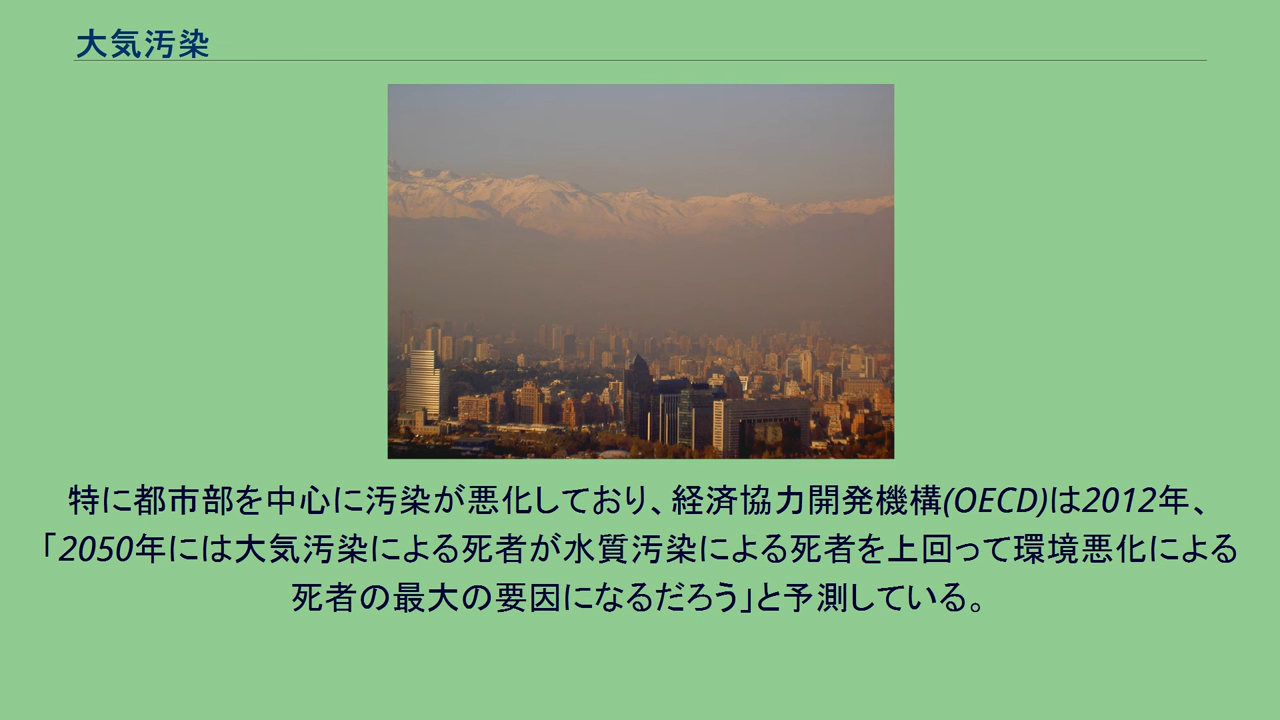 大気汚染
特に都市部を中心に汚染が悪化しており、経済協力開発機構(OECD)は2012年、
「2050年には大気汚染による死者が水質汚染による死者を上回って環境悪化による
死者の最大の要因になるだろう」と予測している。